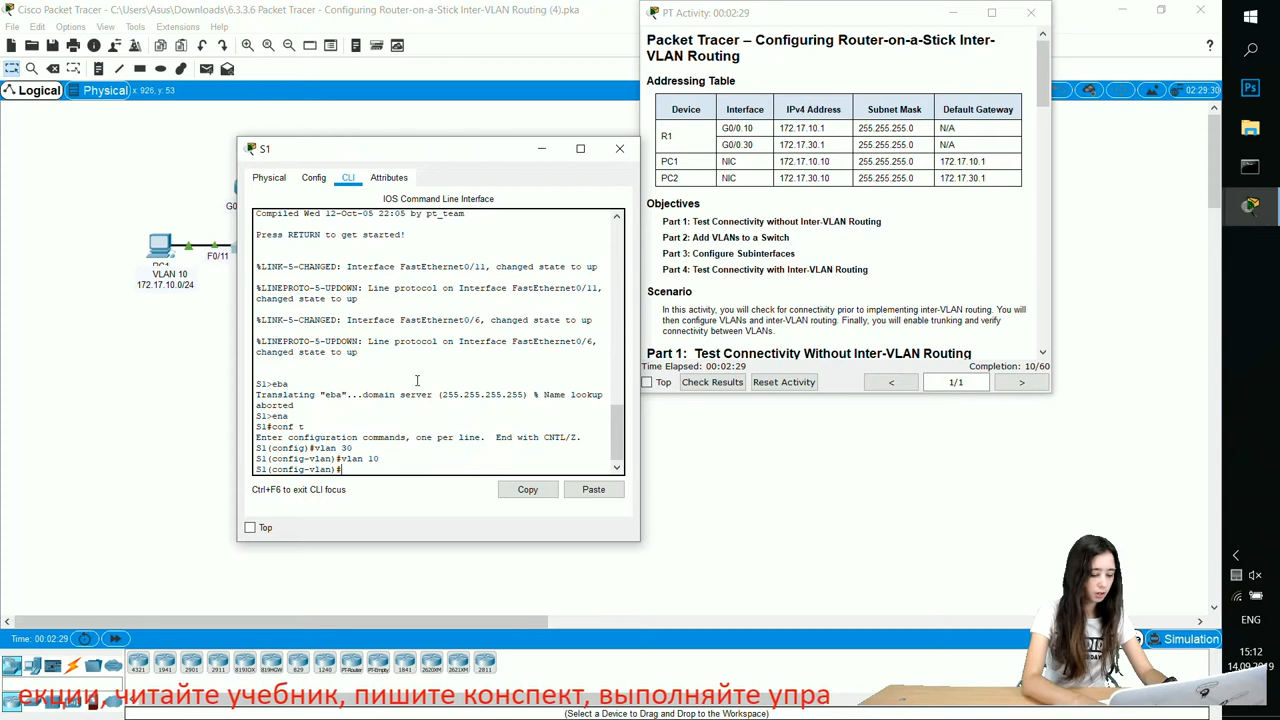 Cisco Packet Tracer - C:\Users\Asus\Downloads\6.3.3.6 Packet Tracer - Configuring Router-on-a-Stick Inter-VLAN Routing (4).pka
File Edit Options View Tools Extensions Help
Logical Physical x: 926, y: 53
02:29:30
PT Activity: 00:02:29
Packet Tracer – Configuring Router-on-a-Stick Inter-
VLAN Routing
Addressing Table
Device Interface IPv4 Address Subnet Mask Default Gateway
R1 G0/0.10 172.17.10.1 255.255.255.0 N/A
G0/0.30 172.17.30.1 255.255.255.0 N/A
PC1 NIC 172.17.10.10 255.255.255.0 172.17.10.1
PC2 NIC 172.17.30.10 255.255.255.0 172.17.30.1
Objectives
Part 1: Test Connectivity without Inter-VLAN Routing
Part 2: Add VLANs to a Switch
Part 3: Configure Subinterfaces
Part 4: Test Connectivity with Inter-VLAN Routing
Scenario
In this activity, you will check for connectivity prior to implementing inter-VLAN routing. You will
then configure VLANs and inter-VLAN routing. Finally, you will enable trunking and verify
connectivity between VLANs.
Part 1: Test Connectivity Without Inter-VLAN Routing
Time Elapsed: 00:02:29 Completion: 10/60
Top Check Results Reset Activity < 1/1 >
G0
F0/11
VLAN 10
172.17.10.0/24
S1
Physical Config CLI Attributes
IOS Command Line Interface
Compiled Wed 12-Oct-05 22:05 by pt_team
Press RETURN to get started!
%LINK-5-CHANGED: Interface FastEthernet0/11, changed state to up
%LINEPROTO-5-UPDOWN: Line protocol on Interface FastEthernet0/11,
changed state to up
%LINK-5-CHANGED: Interface FastEthernet0/6, changed state to up
%LINEPROTO-5-UPDOWN: Line protocol on Interface FastEthernet0/6,
changed state to up
S1>eba
Translating "eba"...domain server (255.255.255.255) % Name lookup
aborted
S1>ena
S1#conf t
Enter configuration commands, one per line. End with CNTL/Z.
S1(config)#vlan 30
S1(config-vlan)#vlan 10
S1(config-vlan)#
Ctrl+F6 to exit CLI focus Copy Paste
Top
Time: 00:02:29
Simulation
4321 1941 2901 2911 819IOX 819HGW 829 1240 PT-Router PT-Empty 1841 2620XM 2621XM 2811
(Select a Device to Drag and Drop to the Workspace)
екции, читайте учебник, пишите конспект, выполняйте упра
Ps
ENG
15:12
14.09.2019